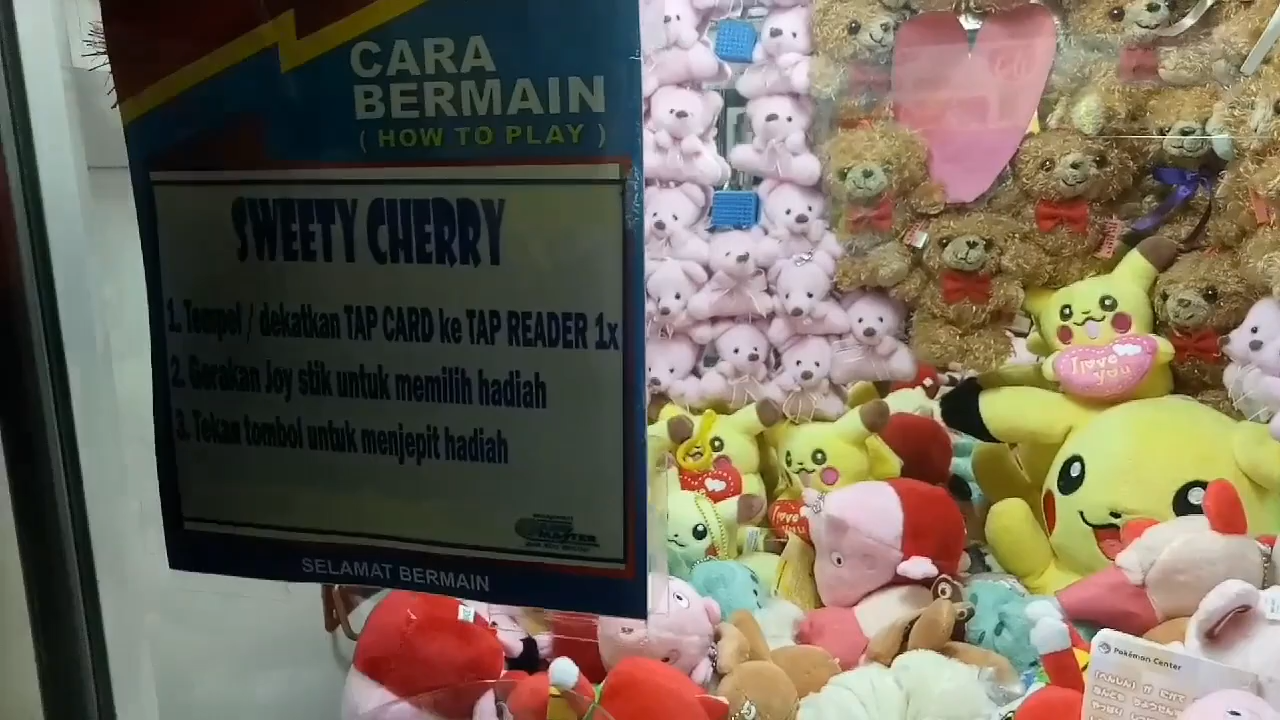 CARA
BERMAIN
( HOW TO PLAY )
SWEETY CHERRY
1. Tempel / dekatkan TAP CARD ke TAP READER 1x
2. Gerakan Joy stik untuk memilih hadiah
3. Tekan tombol untuk menjepit hadiah
SELAMAT BERMAIN
I love
you
Pokémon Center